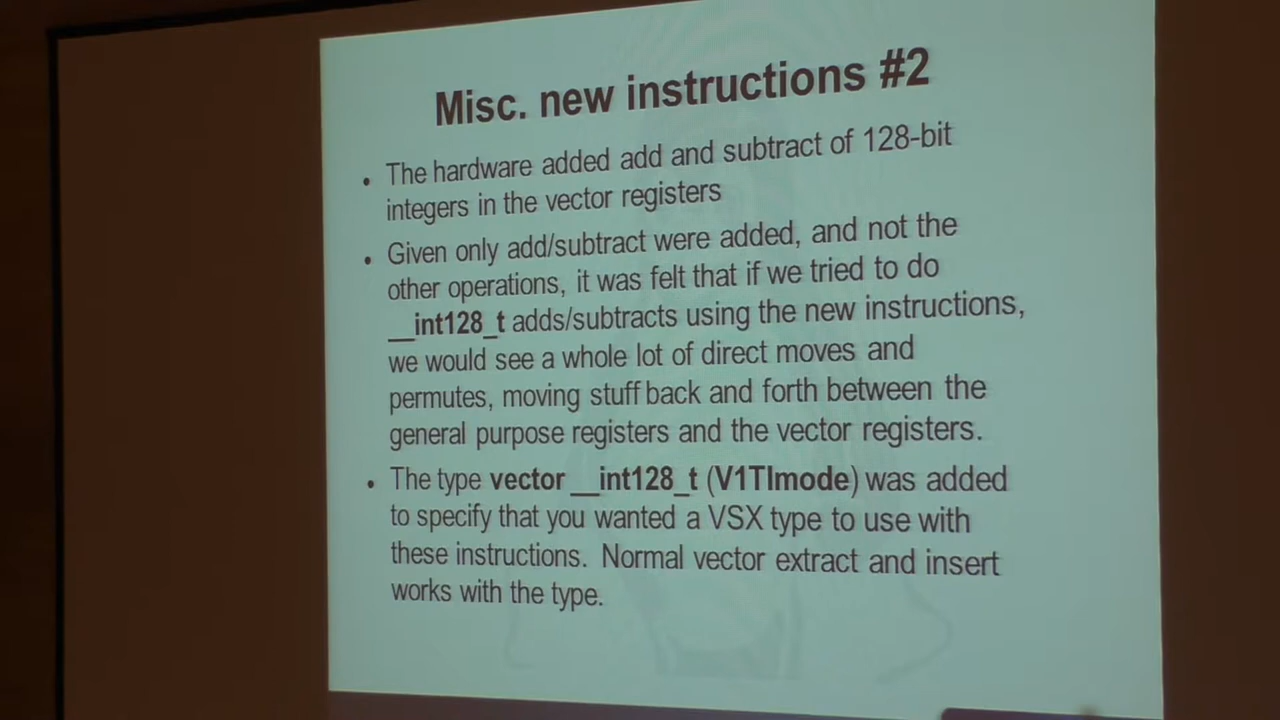 Misc. new instructions #2
• The hardware added add and subtract of 128-bit
integers in the vector registers
• Given only add/subtract were added, and not the
other operations, it was felt that if we tried to do
__int128_t adds/subtracts using the new instructions,
we would see a whole lot of direct moves and
permutes, moving stuff back and forth between the
general purpose registers and the vector registers.
• The type vector __int128_t (V1TImode) was added
to specify that you wanted a VSX type to use with
these instructions. Normal vector extract and insert
works with the type.